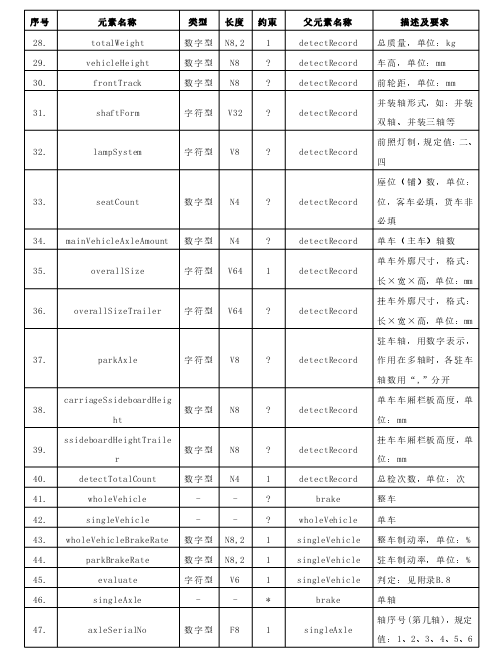 序号 元素名称 类型 长度 约束 父元素名称 描述及要求
28. totalWeight 数字型 N8,2 1 detectRecord 总质量，单位：kg
29. vehicleHeight 数字型 N8 ? detectRecord 车高，单位：mm
30. frontTrack 数字型 N8 ? detectRecord 前轮距，单位：mm
31. shaftForm 字符型 V32 ? detectRecord 并装轴形式，如：并装
双轴、并装三轴等
32. lampSystem 字符型 V8 ? detectRecord 前照灯制，规定值：二、
四
33. seatCount 数字型 N4 ? detectRecord 座位（铺）数，单位：
位，客车必填，货车非
必填
34. mainVehicleAxleAmount 数字型 N4 ? detectRecord 单车（主车）轴数
35. overallSize 字符型 V64 1 detectRecord 单车外廓尺寸，格式：
长×宽×高，单位：mm
36. overallSizeTrailer 字符型 V64 ? detectRecord 挂车外廓尺寸，格式：
长×宽×高，单位：mm
37. parkAxle 字符型 V8 ? detectRecord 驻车轴，用数字表示，
作用在多轴时，各驻车
轴数用“,”分开
38. carriageSsideboardHeig
ht 数字型 N8 ? detectRecord 单车车厢栏板高度，单
位：mm
39. ssideboardHeightTraile
r 数字型 N8 ? detectRecord 挂车车厢栏板高度，单
位：mm
40. detectTotalCount 数字型 N4 1 detectRecord 总检次数，单位：次
41. wholeVehicle - - ? brake 整车
42. singleVehicle - - ? wholeVehicle 单车
43. wholeVehicleBrakeRate 数字型 N8,2 1 singleVehicle 整车制动率，单位：%
44. parkBrakeRate 数字型 N8,2 1 singleVehicle 驻车制动率，单位：%
45. evaluate 字符型 V6 1 singleVehicle 判定：见附录B.8
46. singleAxle - - * brake 单轴
47. axleSerialNo 数字型 F8 1 singleAxle 轴序号(第几轴)，规定
值：1、2、3、4、5、6